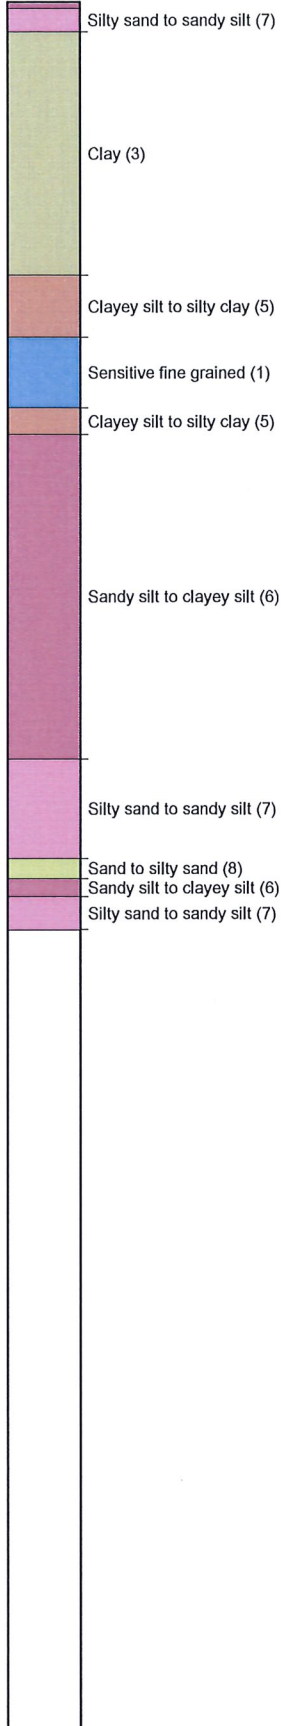 Silty sand to sandy silt (7)
Clay (3)
Clayey silt to silty clay (5)
Sensitive fine grained (1)
Clayey silt to silty clay (5)
Sandy silt to clayey silt (6)
Silty sand to sandy silt (7)
Sand to silty sand (8)
Sandy silt to clayey silt (6)
Silty sand to sandy silt (7)